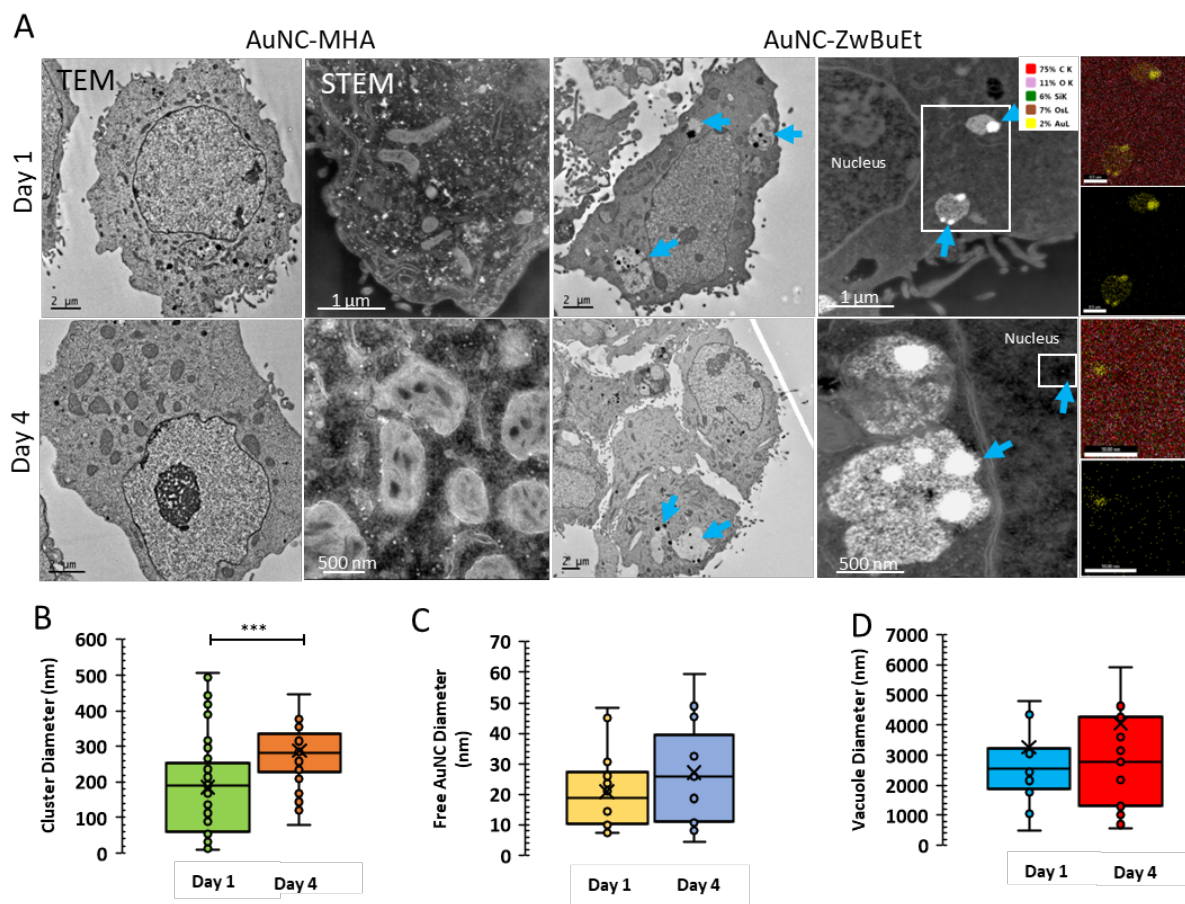 A
AuNC-MHA
AuNC-ZwBuEt
Day 1
TEM
2 µm
STEM
1 µm
2 µm
Nucleus
1 µm
75% C K
11% O K
6% SiK
7% OsL
2% AuL
Day 4
2 µm
500 nm
2 µm
Nucleus
500 nm
B
***
Cluster Diameter (nm)
600
500
400
300
200
100
0
Day 1
Day 4
C
Free AuNC Diameter
(nm)
70
60
50
40
30
20
10
0
Day 1
Day 4
D
Vacuole Diameter (nm)
7000
6000
5000
4000
3000
2000
1000
0
Day 1
Day 4